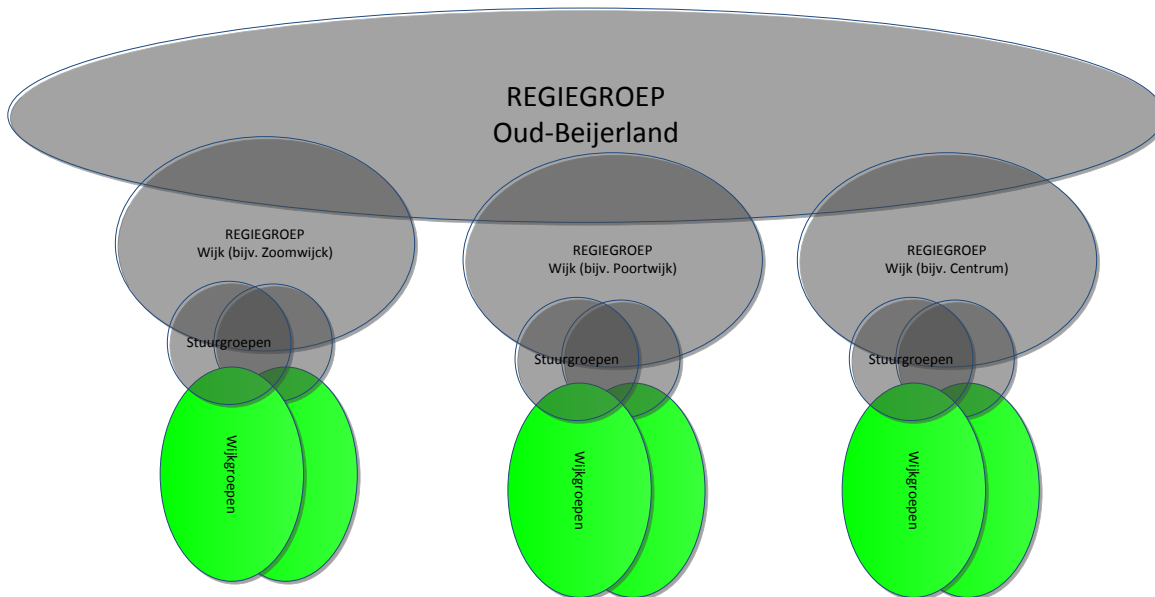 REGIEGROEP
Oud-Beijerland
REGIEGROEP
Wijk (bijv. Zoomwijck)
REGIEGROEP
Wijk (bijv. Poortwijk)
REGIEGROEP
Wijk (bijv. Centrum)
Stuurgroepen
Stuurgroepen
Stuurgroepen
Wijkgroepen
Wijkgroepen
Wijkgroepen